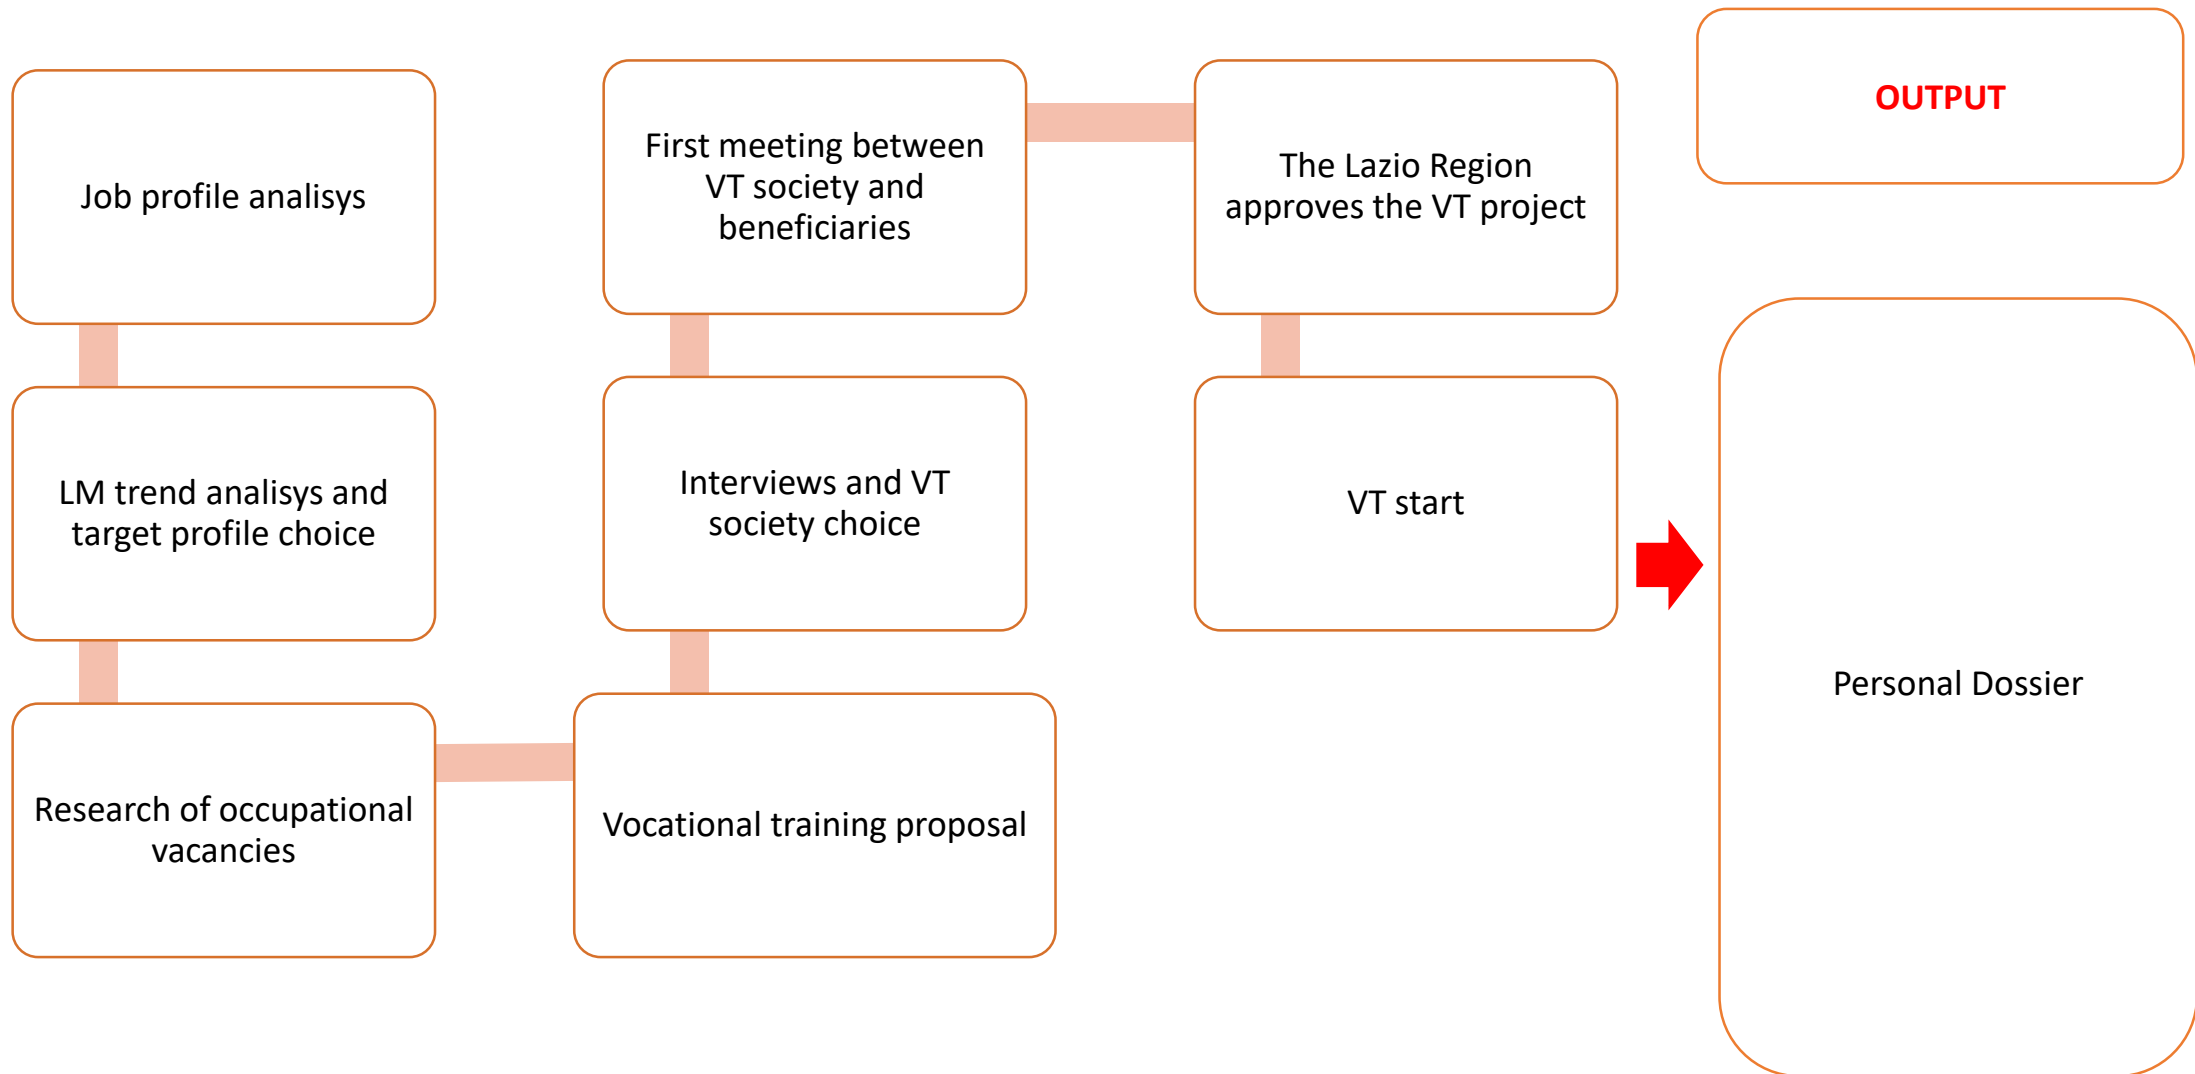 Job profile analisys
LM trend analisys and
target profile choice
Research of occupational
vacancies
Vocational training proposal
Interviews and VT
society choice
First meeting between
VT society and
beneficiaries
The Lazio Region
approves the VT project
VT start
OUTPUT
Personal Dossier